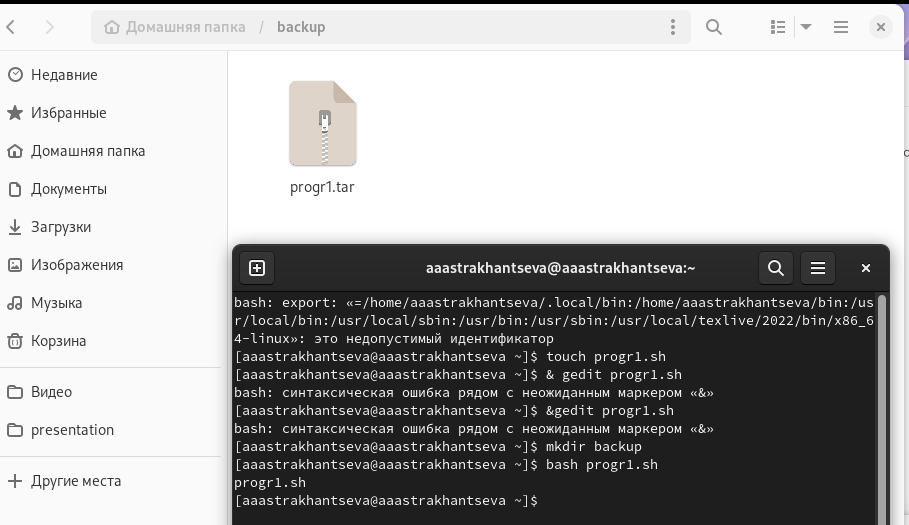 Домашняя папка / backup
Недавние
Избранные
Домашняя папка
Документы
Загрузки
Изображения
Музыка
Корзина
Видео
presentation
Другие места
progr1.tar
aaastrakhantseva@aaastrakhantseva:~
bash: export: «=/home/aaastrakhantseva/.local/bin:/home/aaastrakhantseva/bin:/us
r/local/bin:/usr/local/sbin:/usr/bin:/usr/sbin:/usr/local/texlive/2022/bin/x86_6
4-linux»: это недопустимый идентификатор
[aaastrakhantseva@aaastrakhantseva ~]$ touch progr1.sh
[aaastrakhantseva@aaastrakhantseva ~]$ & gedit progr1.sh
bash: синтаксическая ошибка рядом с неожиданным маркером «&»
[aaastrakhantseva@aaastrakhantseva ~]$ &gedit progr1.sh
bash: синтаксическая ошибка рядом с неожиданным маркером «&»
[aaastrakhantseva@aaastrakhantseva ~]$ mkdir backup
[aaastrakhantseva@aaastrakhantseva ~]$ bash progr1.sh
progr1.sh
[aaastrakhantseva@aaastrakhantseva ~]$